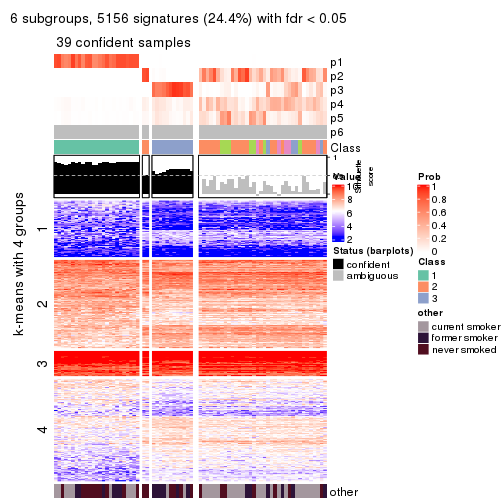 6 subgroups, 5156 signatures (24.4%) with fdr < 0.05
39 confident samples
p1
p2
p3
p4
p5
p6
Class
1
Silhouette
score
k-means with 4 groups
1
2
3
4
other
Value
10
8
6
4
2
Status (barplots)
confident
ambiguous
Prob
1
0.8
0.6
0.4
0.2
0
Class
1
2
3
other
current smoker
former smoker
never smoked